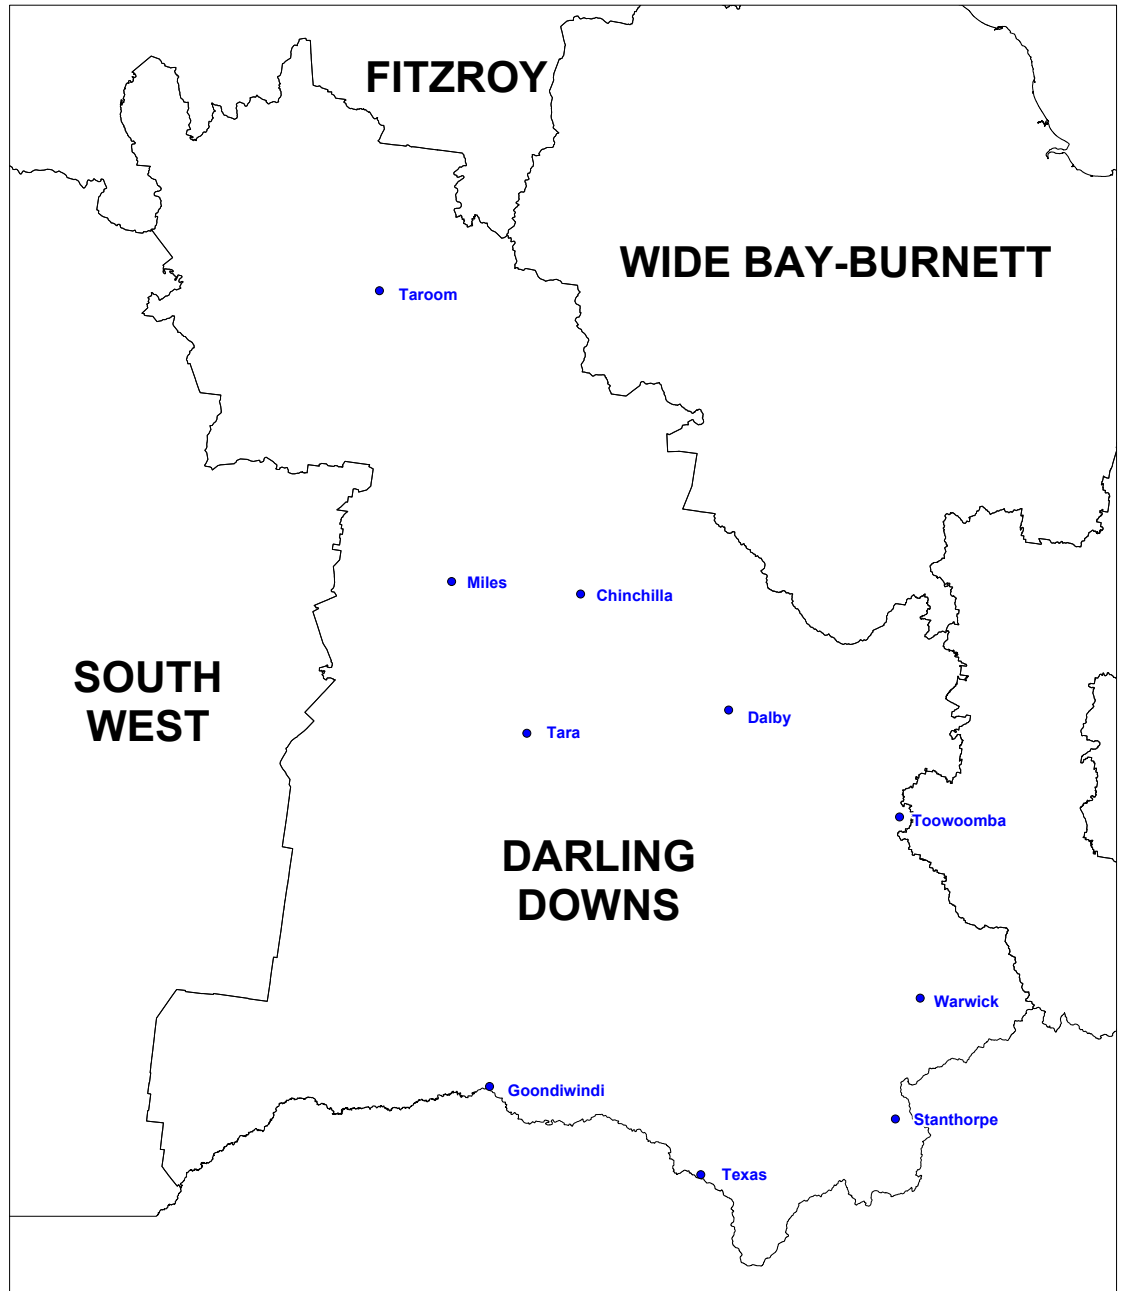 FITZROY
WIDE BAY-BURNETT
Taroom
Miles
Chinchilla
SOUTH
WEST
Dalby
Tara
Toowoomba
DARLING
DOWNS
Warwick
Goondiwindi
Stanthorpe
Texas